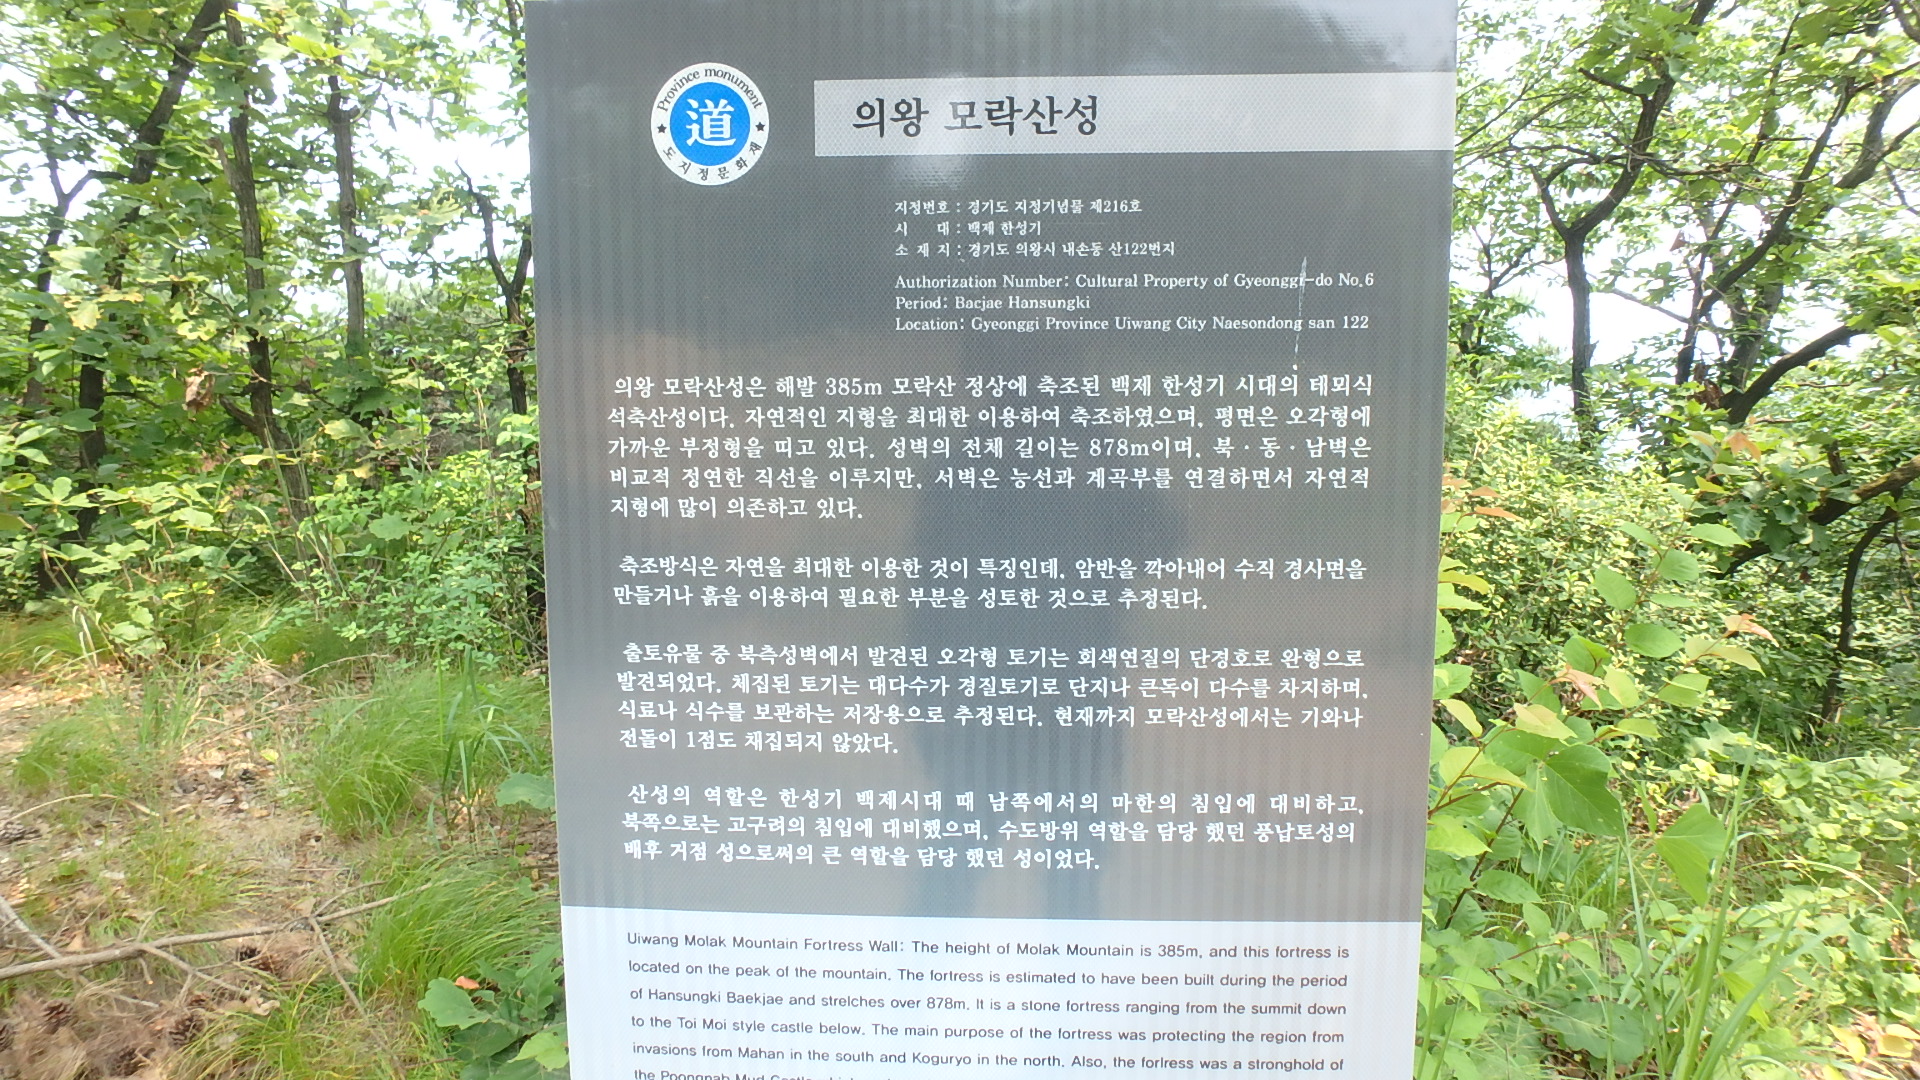 Province monument
道
도지정문화재
의왕 모락산성
지정번호 : 경기도 지정기념물 제216호
시 대 : 백제 한성기
소 재 지 : 경기도 의왕시 내손동 산122번지
Authorization Number: Cultural Property of Gyeonggi-do No.6
Period: Bacjae Hansungki
Location: Gyeonggi Province Uiwang City Naesondong san 122
의왕 모락산성은 해발 385m 모락산 정상에 축조된 백제 한성기 시대의 테뫼식
석축산성이다. 자연적인 지형을 최대한 이용하여 축조하였으며, 평면은 오각형에
가까운 부정형을 띠고 있다. 성벽의 전체 길이는 878m이며, 북·동·남벽은
비교적 정연한 직선을 이루지만, 서벽은 능선과 계곡부를 연결하면서 자연적
지형에 많이 의존하고 있다.
축조방식은 자연을 최대한 이용한 것이 특징인데, 암반을 깍아내어 수직 경사면을
만들거나 흙을 이용하여 필요한 부분을 성토한 것으로 추정된다.
출토유물 중 북측성벽에서 발견된 오각형 토기는 회색연질의 단경호로 완형으로
발견되었다. 채집된 토기는 대다수가 경질토기로 단지나 큰독이 다수를 차지하며,
식료나 식수를 보관하는 저장용으로 추정된다. 현재까지 모락산성에서는 기와나
전돌이 1점도 채집되지 않았다.
산성의 역할은 한성기 백제시대 때 남쪽에서의 마한의 침입에 대비하고,
북쪽으로는 고구려의 침입에 대비했으며, 수도방위 역할을 담당 했던 풍납토성의
배후 거점 성으로써의 큰 역할을 담당 했던 성이었다.
Uiwang Molak Mountain Fortress Wall: The height of Molak Mountain is 385m, and this fortress is
located on the peak of the mountain. The fortress is estimated to have been built during the period
of Hansungki Baekjae and strelches over 878m. It is a stone fortress ranging from the summit down
to the Toi Moi style castle below. The main purpose of the fortress was protecting the region from
invasions from Mahan in the south and Koguryo in the north. Also, the forlress was a stronghold of
the Poongnab Mud